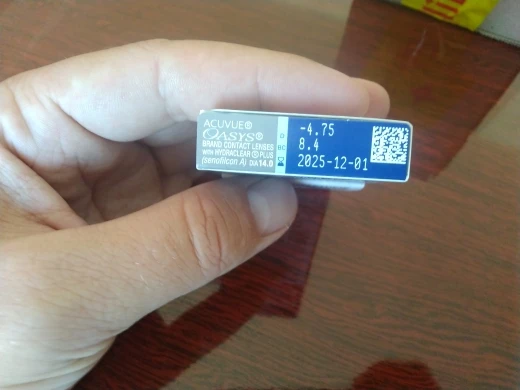 ACUVUE®
OASYS®
BRAND CONTACT LENSES
WITH HYDRACLEAR® PLUS
(senofilcon A) DIA 14.0
D -4.75
BC 8.4
2025-12-01